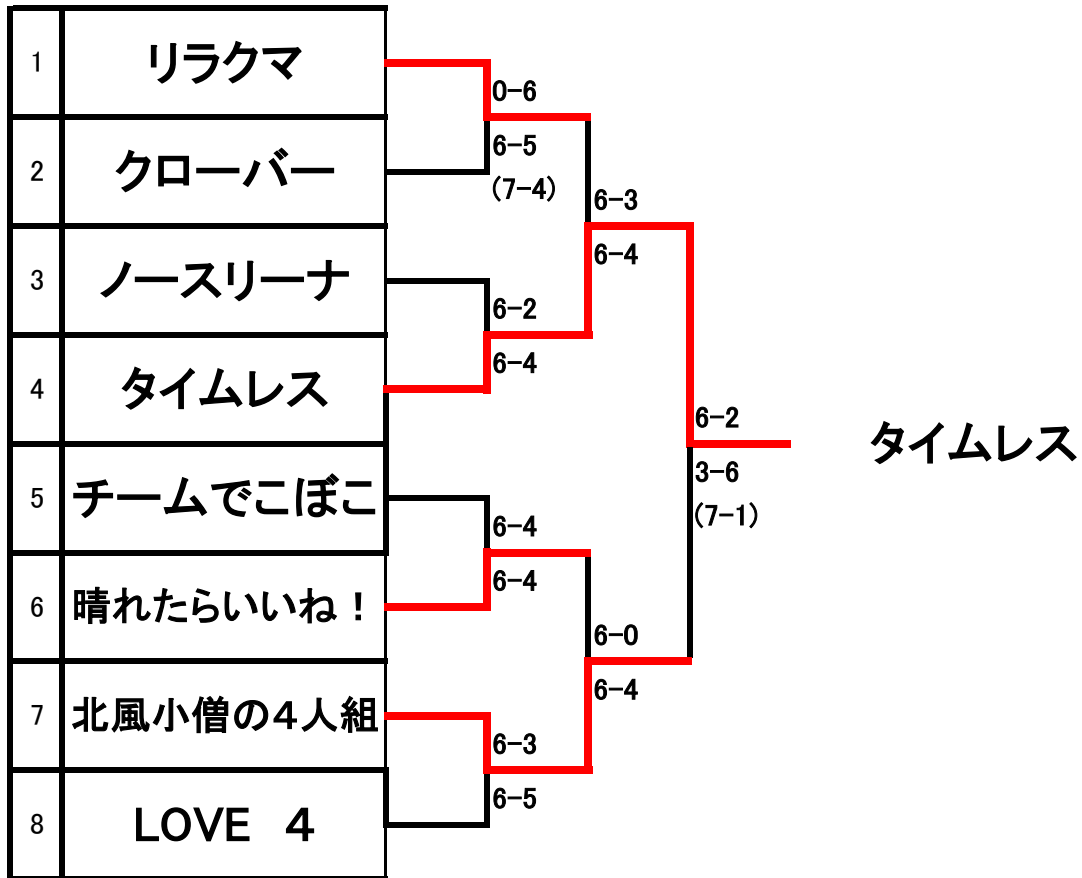 1 リラクマ
2 クローバー
3 ノースリーナ
4 タイムレス
5 チームでこぼこ
6 晴れたらいいね！
7 北風小僧の４人組
8 LOVE　４
0-6
6-5
(7-4)
6-2
6-4
6-4
6-4
6-3
6-5
6-3
6-4
6-0
6-4
6-2
3-6
(7-1)
タイムレス